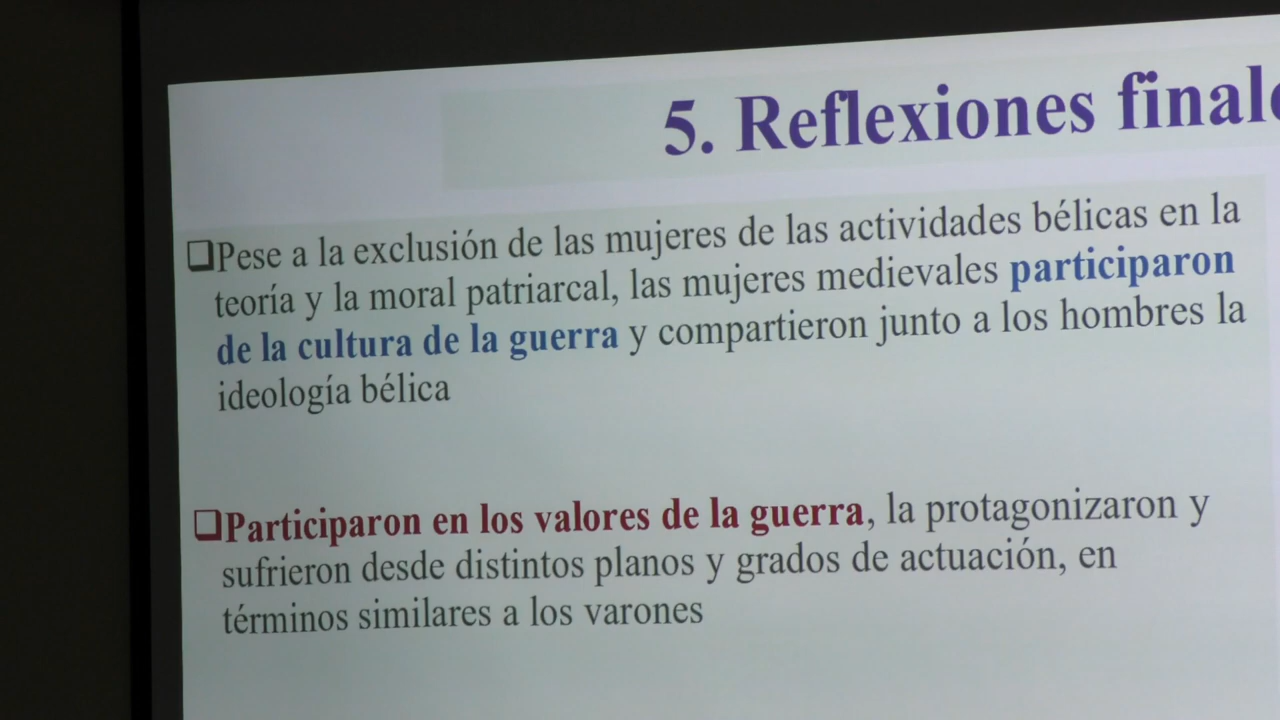 5. Reflexiones
❑Pese a la exclusión de las mujeres de las actividades bélicas en la
teoría y la moral patriarcal, las mujeres medievales participaron
de la cultura de la guerra y compartieron junto a los hombres la
ideología bélica
❑Participaron en los valores de la guerra, la protagonizaron y
sufrieron desde distintos planos y grados de actuación, en
términos similares a los varones